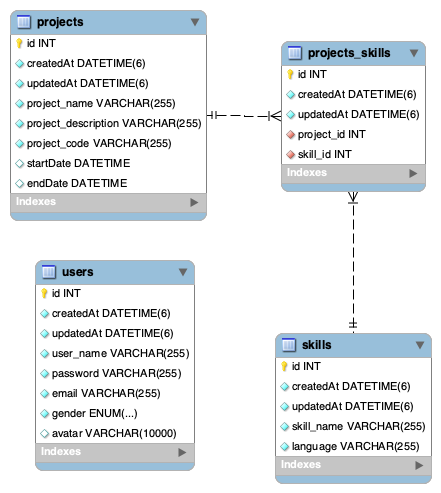 projects
id INT
createdAt DATETIME(6)
updatedAt DATETIME(6)
project_name VARCHAR(255)
project_description VARCHAR(255)
project_code VARCHAR(255)
startDate DATETIME
endDate DATETIME
Indexes
projects_skills
id INT
createdAt DATETIME(6)
updatedAt DATETIME(6)
project_id INT
skill_id INT
Indexes
users
id INT
createdAt DATETIME(6)
updatedAt DATETIME(6)
user_name VARCHAR(255)
password VARCHAR(255)
email VARCHAR(255)
gender ENUM(...)
avatar VARCHAR(10000)
Indexes
skills
id INT
createdAt DATETIME(6)
updatedAt DATETIME(6)
skill_name VARCHAR(255)
language VARCHAR(255)
Indexes